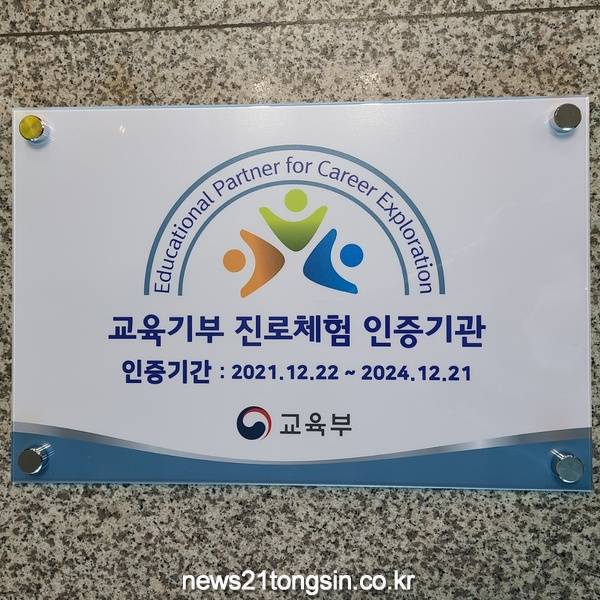 Educational Partner for Career Exploration
교육기부 진로체험 인증기관
인증기간 : 2021.12.22 ~ 2024.12.21
교육부
news21tongsin.co.kr